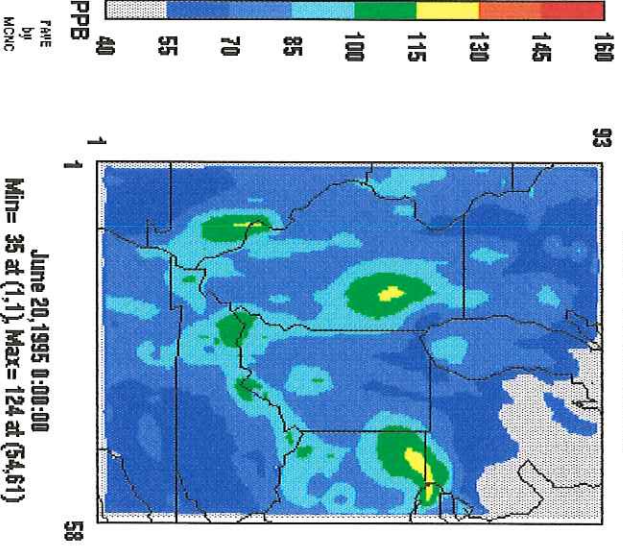 PPB
40
55
70
85
100
115
130
145
160
PAVE
by
MCNC
93
1
1
58
June 20,1995 0:00:00
Min= 35 at (1,1), Max= 124 at (54,61)